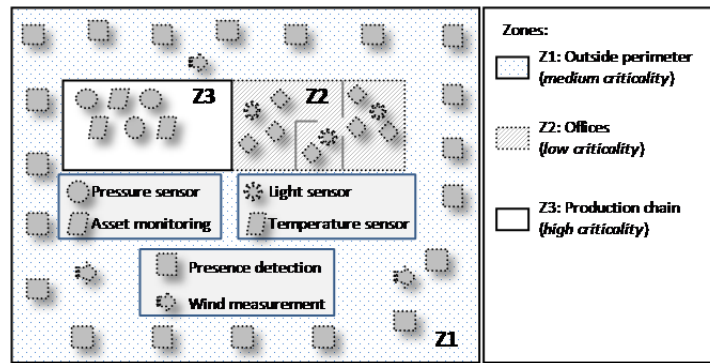 Z3
Z2
Pressure sensor
Asset monitoring
Light sensor
Temperature sensor
Presence detection
Wind measurement
Z1
Zones:
Z1: Outside perimeter
(medium criticality)
Z2: Offices
(low criticality)
Z3: Production chain
(high criticality)